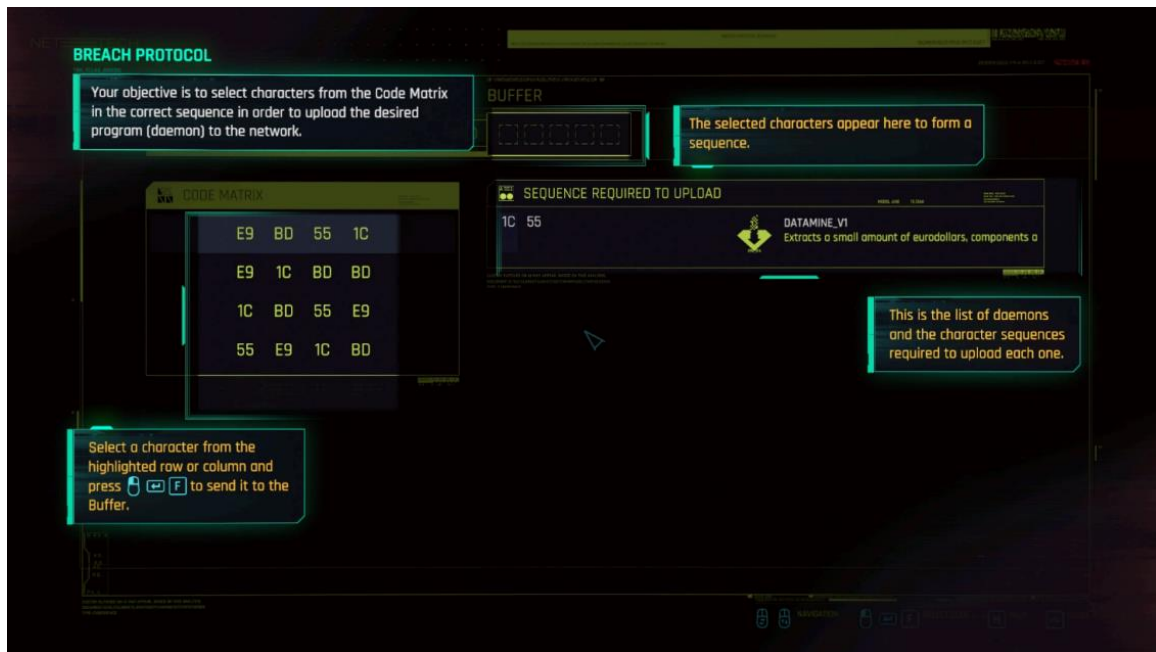 BREACH PROTOCOL
Your objective is to select characters from the Code Matrix
in the correct sequence in order to upload the desired
program (daemon) to the network.
BUFFER
The selected characters appear here to form a
sequence.
CODE MATRIX
E9 BD 55 1C
E9 1C BD BD
1C BD 55 E9
55 E9 1C BD
SEQUENCE REQUIRED TO UPLOAD
1C 55
DATAMINE_V1
Extracts a small amount of eurodollars, components a
This is the list of daemons
and the character sequences
required to upload each one.
Select a character from the
highlighted row or column and
press F to send it to the
Buffer.
NAVIGATION
F